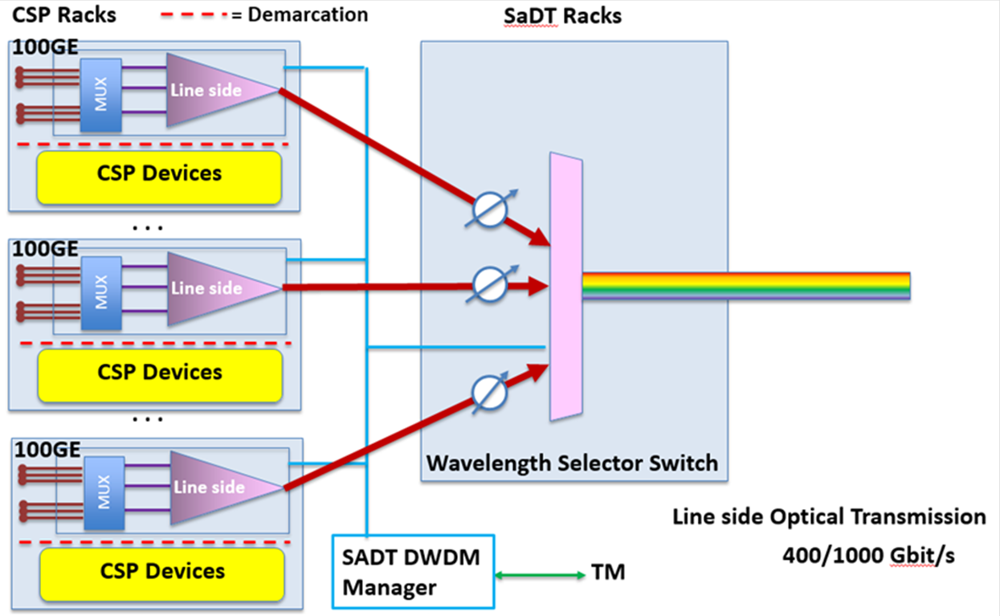 CSP Racks
= Demarcation
SaDT Racks
100GE
MUX
Line side
CSP Devices
...
100GE
MUX
Line side
CSP Devices
...
100GE
MUX
Line side
CSP Devices
Wavelength Selector Switch
Line side Optical Transmission
400/1000 Gbit/s
SADT DWDM
Manager
TM